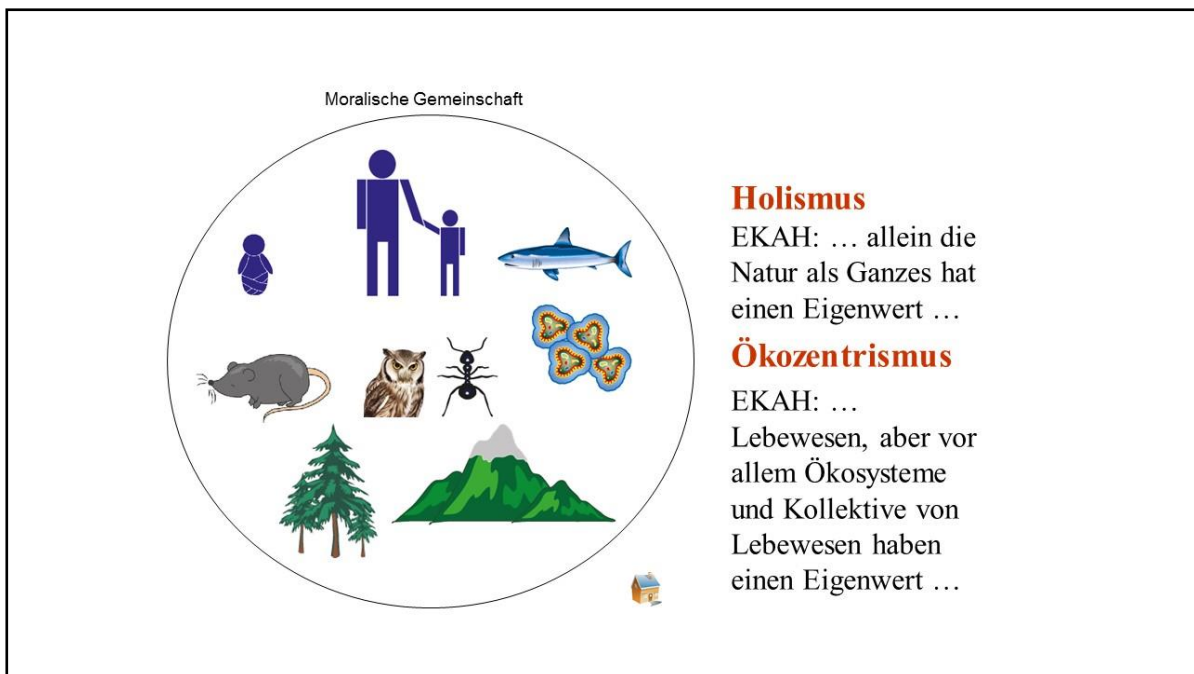 Moralische Gemeinschaft
Holismus
EKAH: … allein die
Natur als Ganzes hat
einen Eigenwert …
Ökozentrismus
EKAH: …
Lebewesen, aber vor
allem Ökosysteme
und Kollektive von
Lebewesen haben
einen Eigenwert …